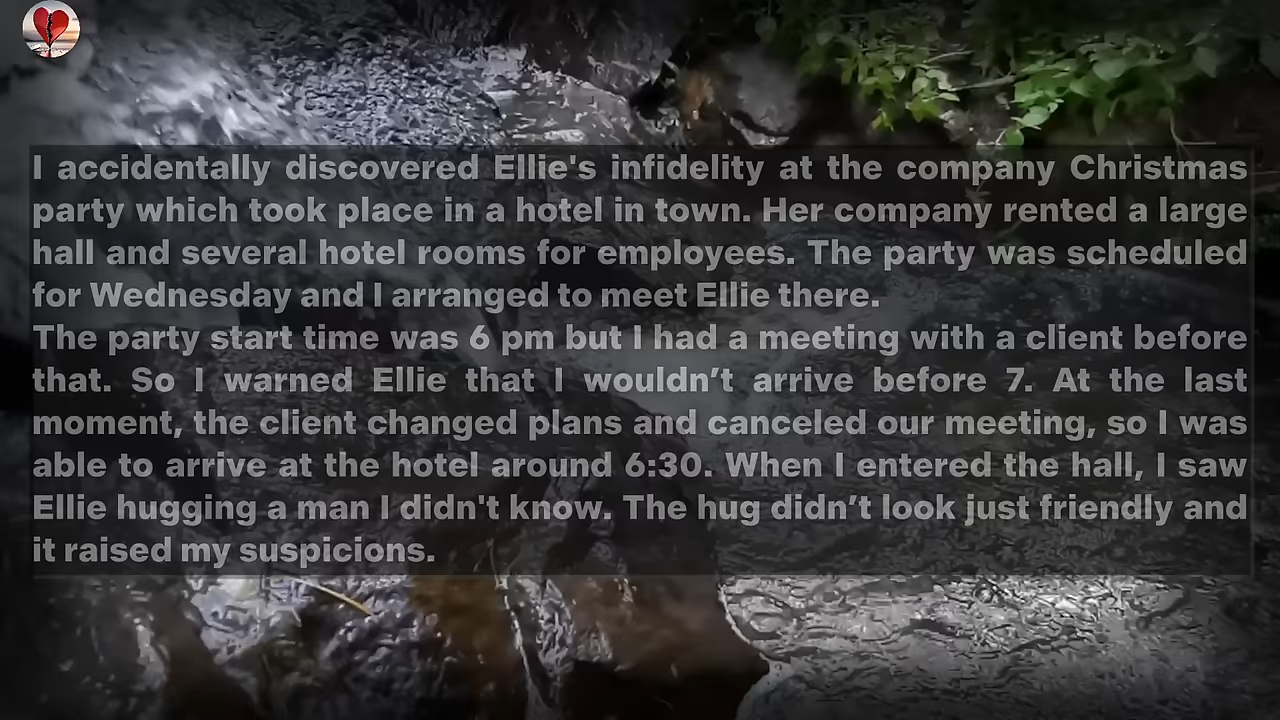 I accidentally discovered Ellie's infidelity at the company Christmas
party which took place in a hotel in town. Her company rented a large
hall and several hotel rooms for employees. The party was scheduled
for Wednesday and I arranged to meet Ellie there.
The party start time was 6 pm but I had a meeting with a client before
that. So I warned Ellie that I wouldn’t arrive before 7. At the last
moment, the client changed plans and canceled our meeting, so I was
able to arrive at the hotel around 6:30. When I entered the hall, I saw
Ellie hugging a man I didn't know. The hug didn’t look just friendly and
it raised my suspicions.